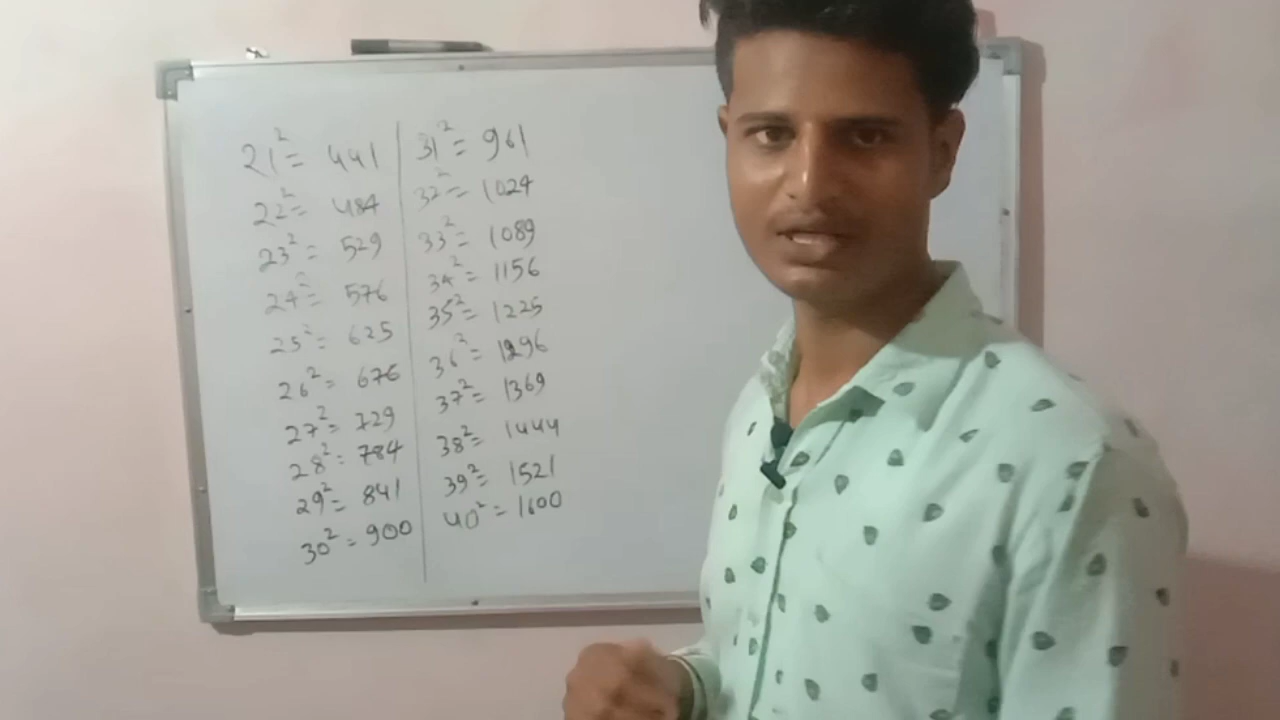 21² = 441
22² = 484
23² = 529
24² = 576
25² = 625
26² = 676
27² = 729
28² = 784
29² = 841
30² = 900
31² = 961
32² = 1024
33² = 1089
34² = 1156
35² = 1225
36² = 1296
37² = 1369
38² = 1444
39² = 1521
40² = 1600